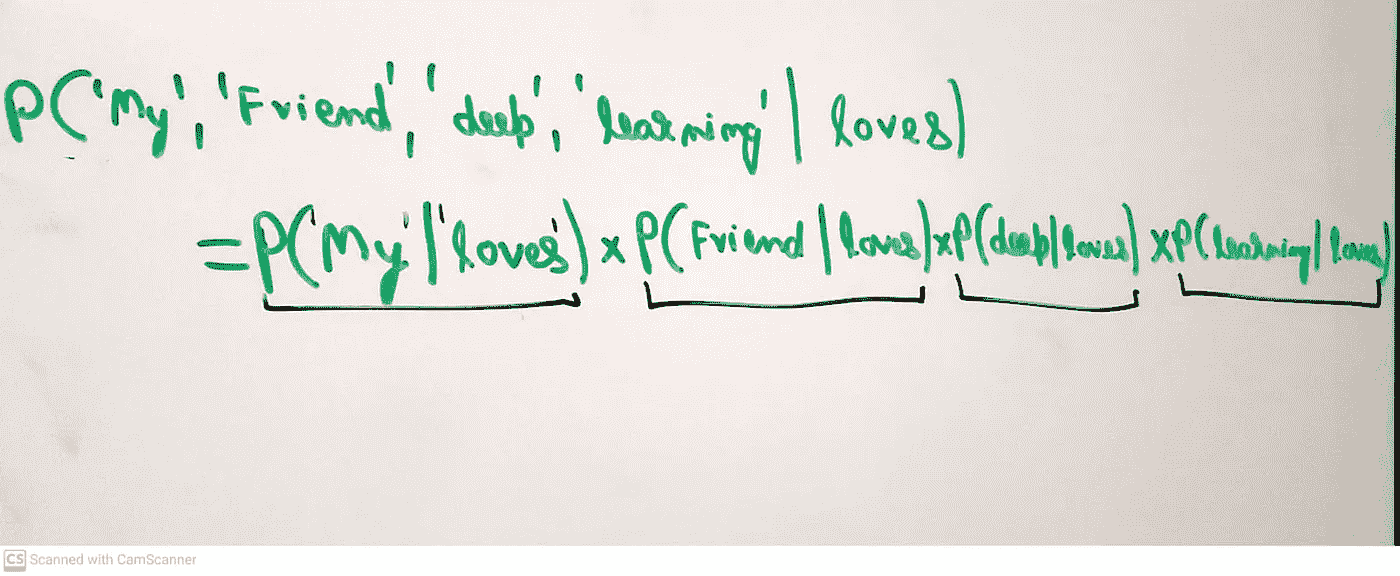 P('My', 'Friend', 'deep', 'learning' | loves)
= P('My' | 'loves') x P(Friend | loves) x P(deep | loves) x P(learning | loves)
CS Scanned with CamScanner